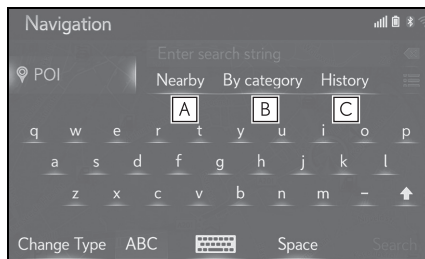 Navigation
Enter search string
POI
Nearby By category History
A B C
q w e r t y u i o p
a s d f g h j k l
z x c v b n m -
Change Type ABC Space Search